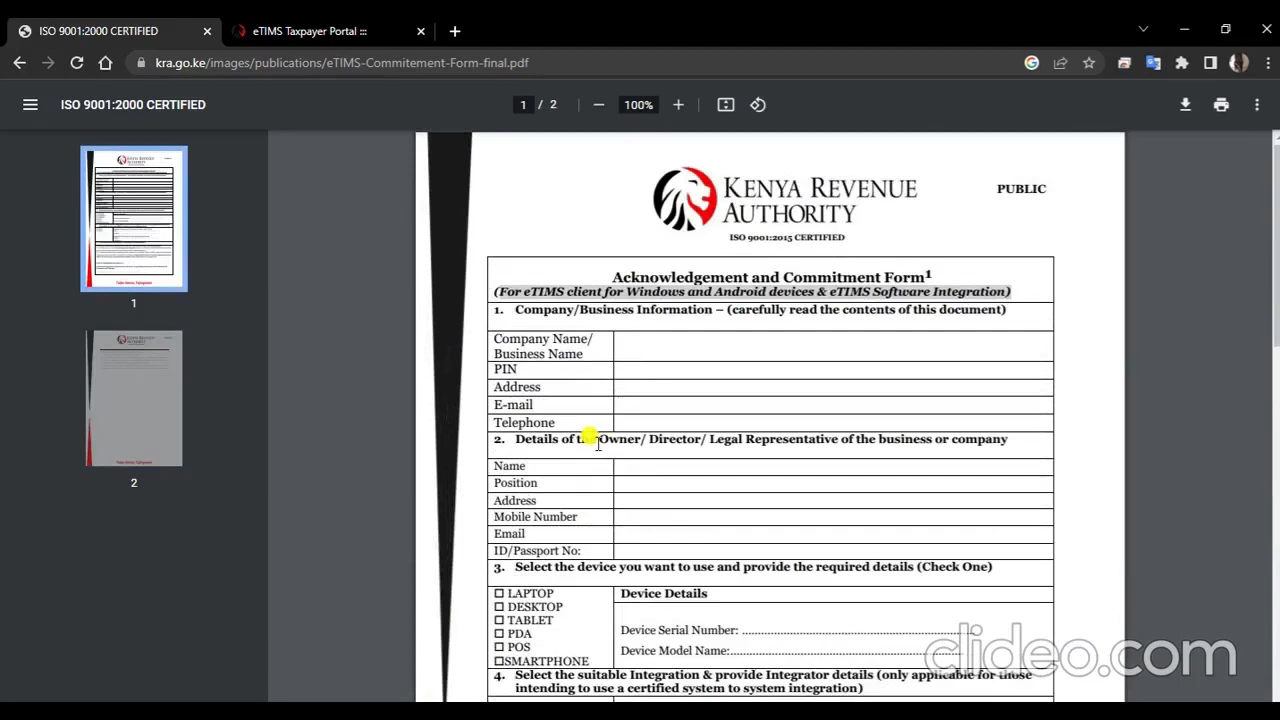 ISO 9001:2000 CERTIFIED
eTIMS Taxpayer Portal :::
kra.go.ke/images/publications/eTIMS-Commitement-Form-final.pdf
ISO 9001:2000 CERTIFIED
1 / 2
100%
1
2
KENYA REVENUE
AUTHORITY
ISO 9001:2015 CERTIFIED
PUBLIC
Acknowledgement and Commitment Form1
(For eTIMS client for Windows and Android devices & eTIMS Software Integration)
1. Company/Business Information – (carefully read the contents of this document)
Company Name/
Business Name
PIN
Address
E-mail
Telephone
2. Details of the Owner/ Director/ Legal Representative of the business or company
Name
Position
Address
Mobile Number
Email
ID/Passport No:
3. Select the device you want to use and provide the required details (Check One)
LAPTOP
DESKTOP
TABLET
PDA
POS
SMARTPHONE
Device Details
Device Serial Number: ..........
Device Model Name:..........
4. Select the suitable Integration & provide Integrator details (only applicable for those
intending to use a certified system to system integration)
clideo.com